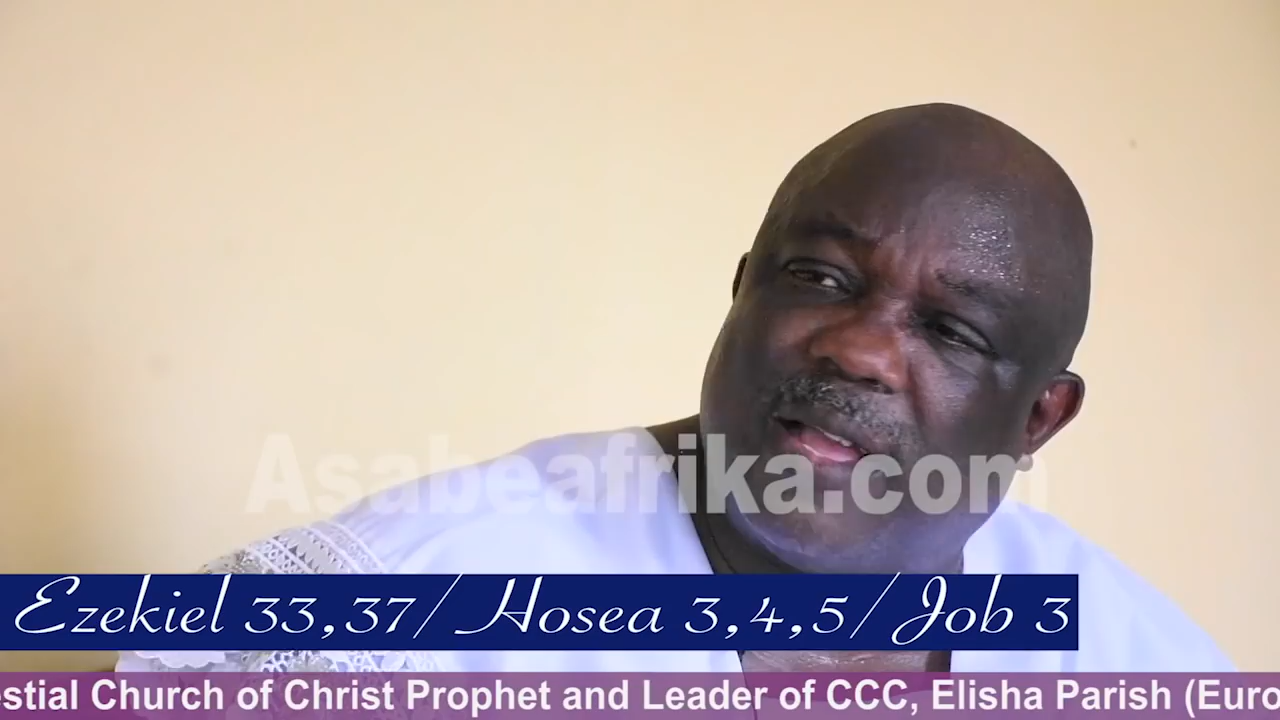 Asabeafrika.com
Ezekiel 33,37/ Hosea 3,4,5/ Job 3
estial Church of Christ Prophet and Leader of CCC, Elisha Parish (Euro